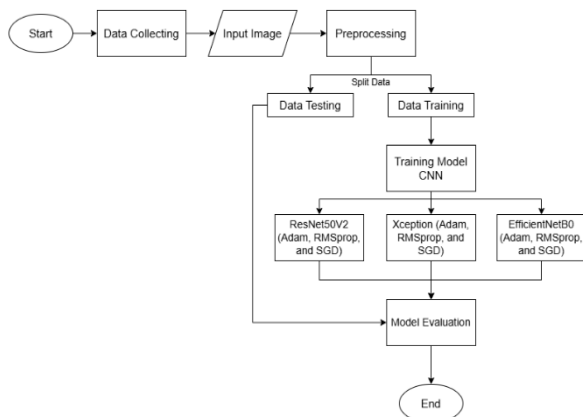 Start
Data Collecting
Input Image
Preprocessing
Split Data
Data Testing
Data Training
Training Model
CNN
ResNet50V2
(Adam, RMSprop,
and SGD)
Xception (Adam,
RMSprop, and
SGD)
EfficientNetB0
(Adam, RMSprop,
and SGD)
Model Evaluation
End